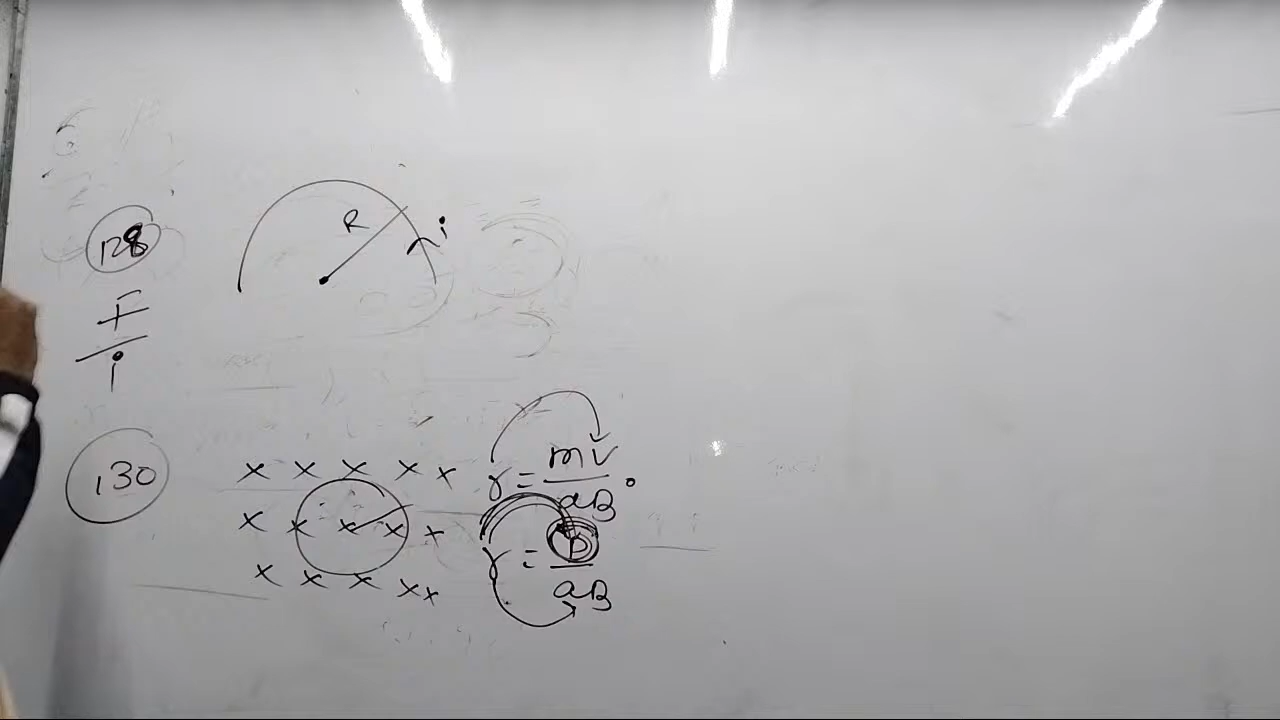 128
R
i
F
i
130
x x x x x
r = mv
qB
x x x x x
r = p
qB
x x x x x